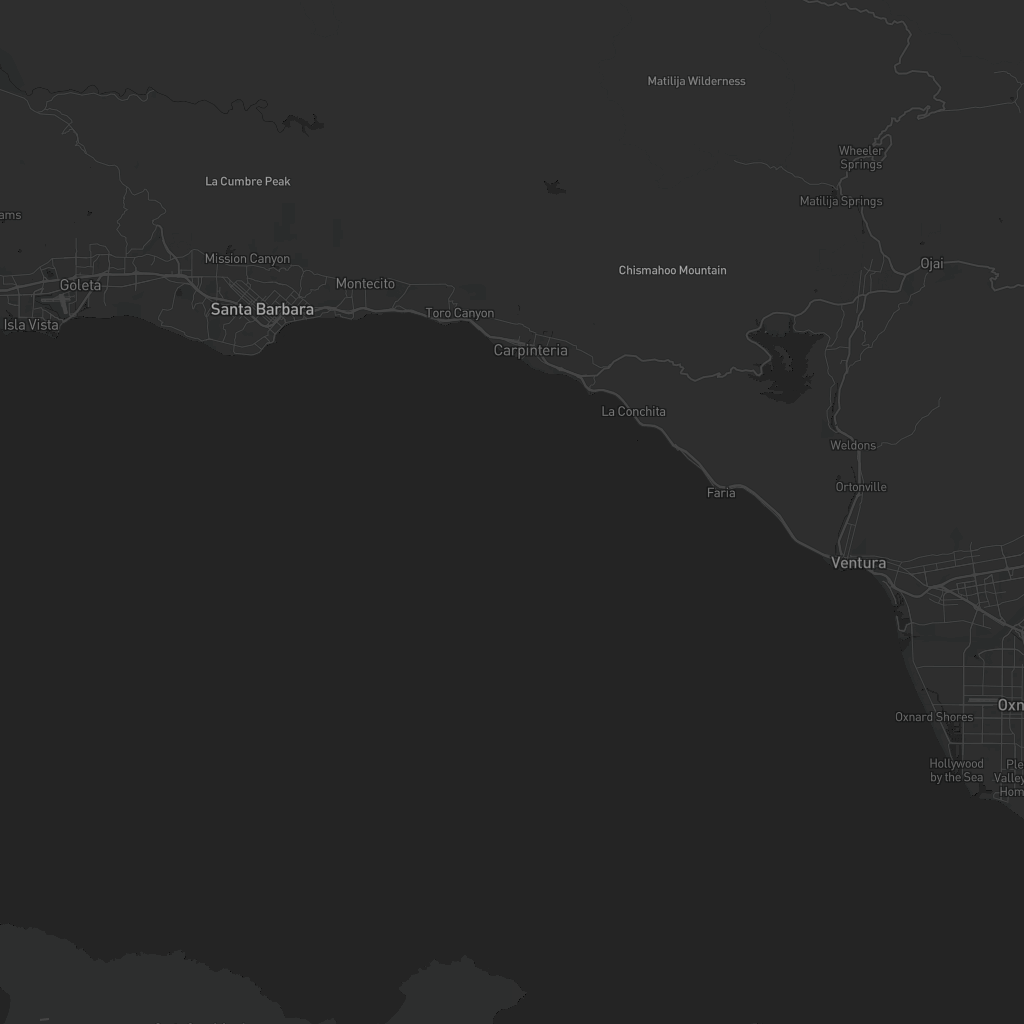 Matilija Wilderness
Wheeler
Springs
La Cumbre Peak
Matilija Springs
ams
Mission Canyon
Ojai
Chismahoo Mountain
Goleta
Montecito
Santa Barbara
Toro Canyon
Isla Vista
Carpinteria
La Conchita
Weldons
Ortonville
Faria
Ventura
Oxn
Oxnard Shores
Hollywood
by the Sea
Ple
Valley
Hom